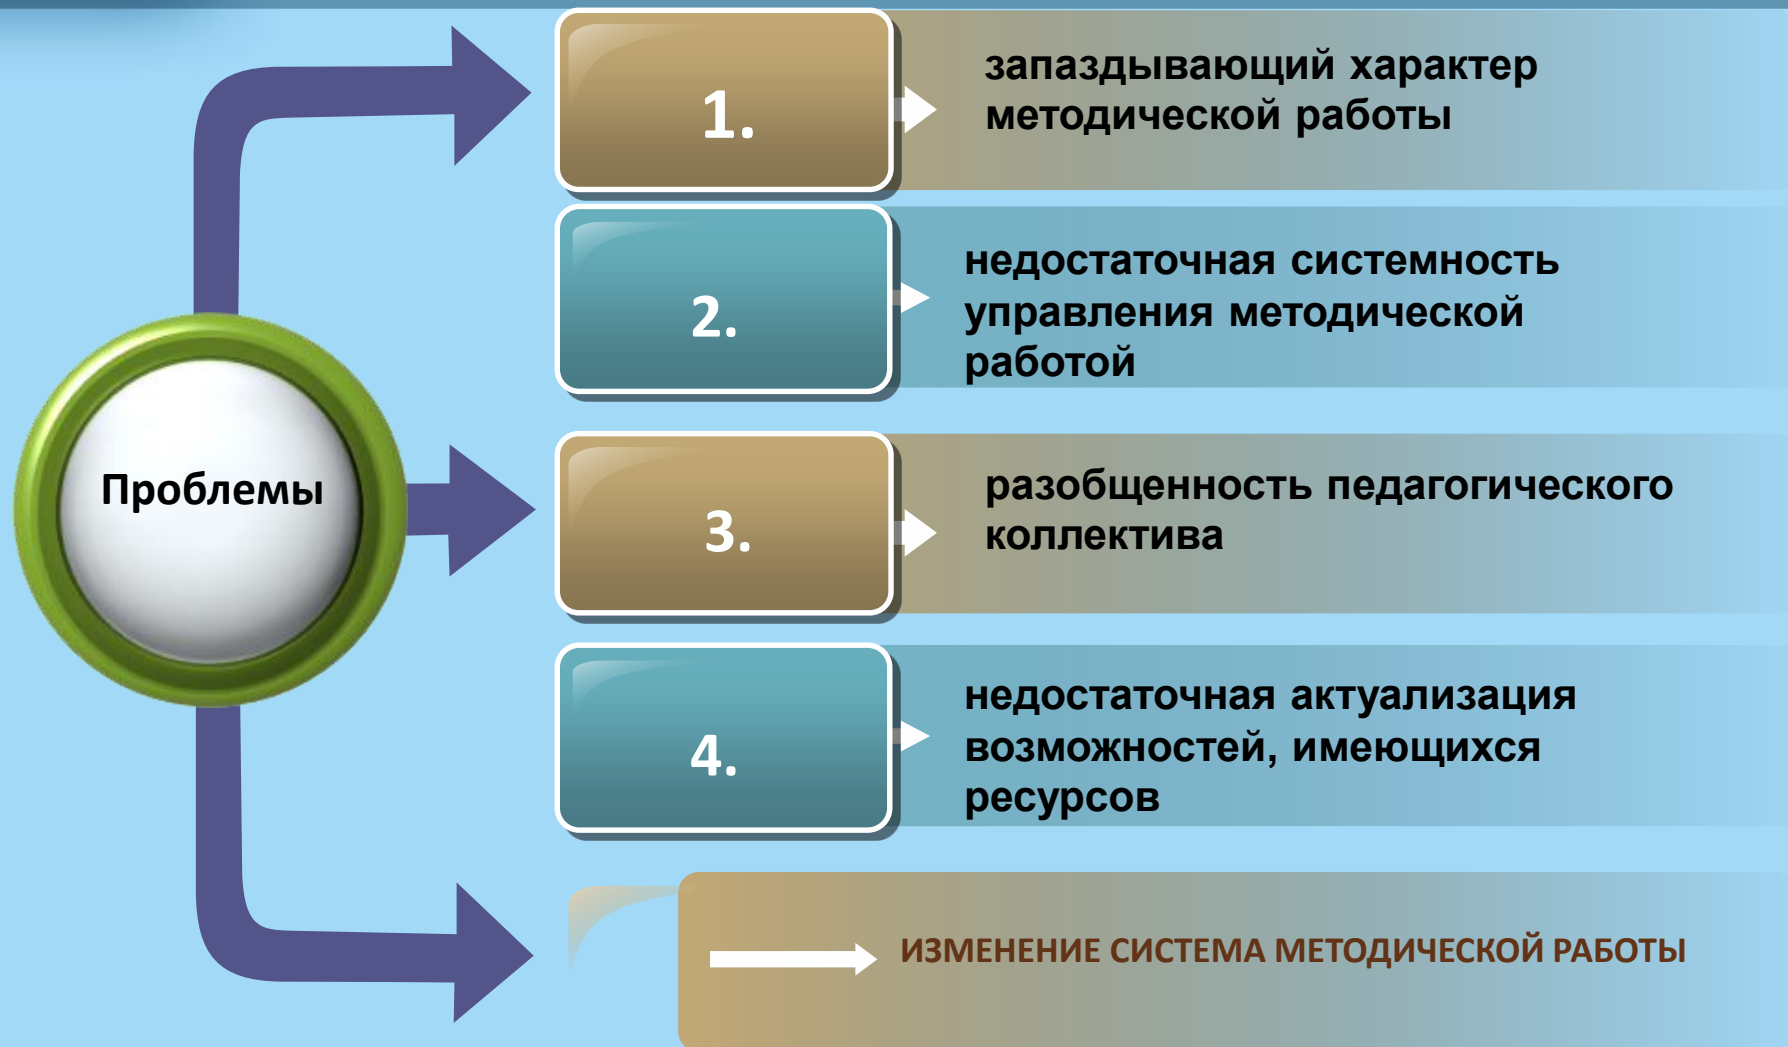 Проблемы
1.
запаздывающий характер
методической работы
2.
недостаточная системность
управления методической
работой
3.
разобщенность педагогического
коллектива
4.
недостаточная актуализация
возможностей, имеющихся
ресурсов
ИЗМЕНЕНИЕ СИСТЕМА МЕТОДИЧЕСКОЙ РАБОТЫ